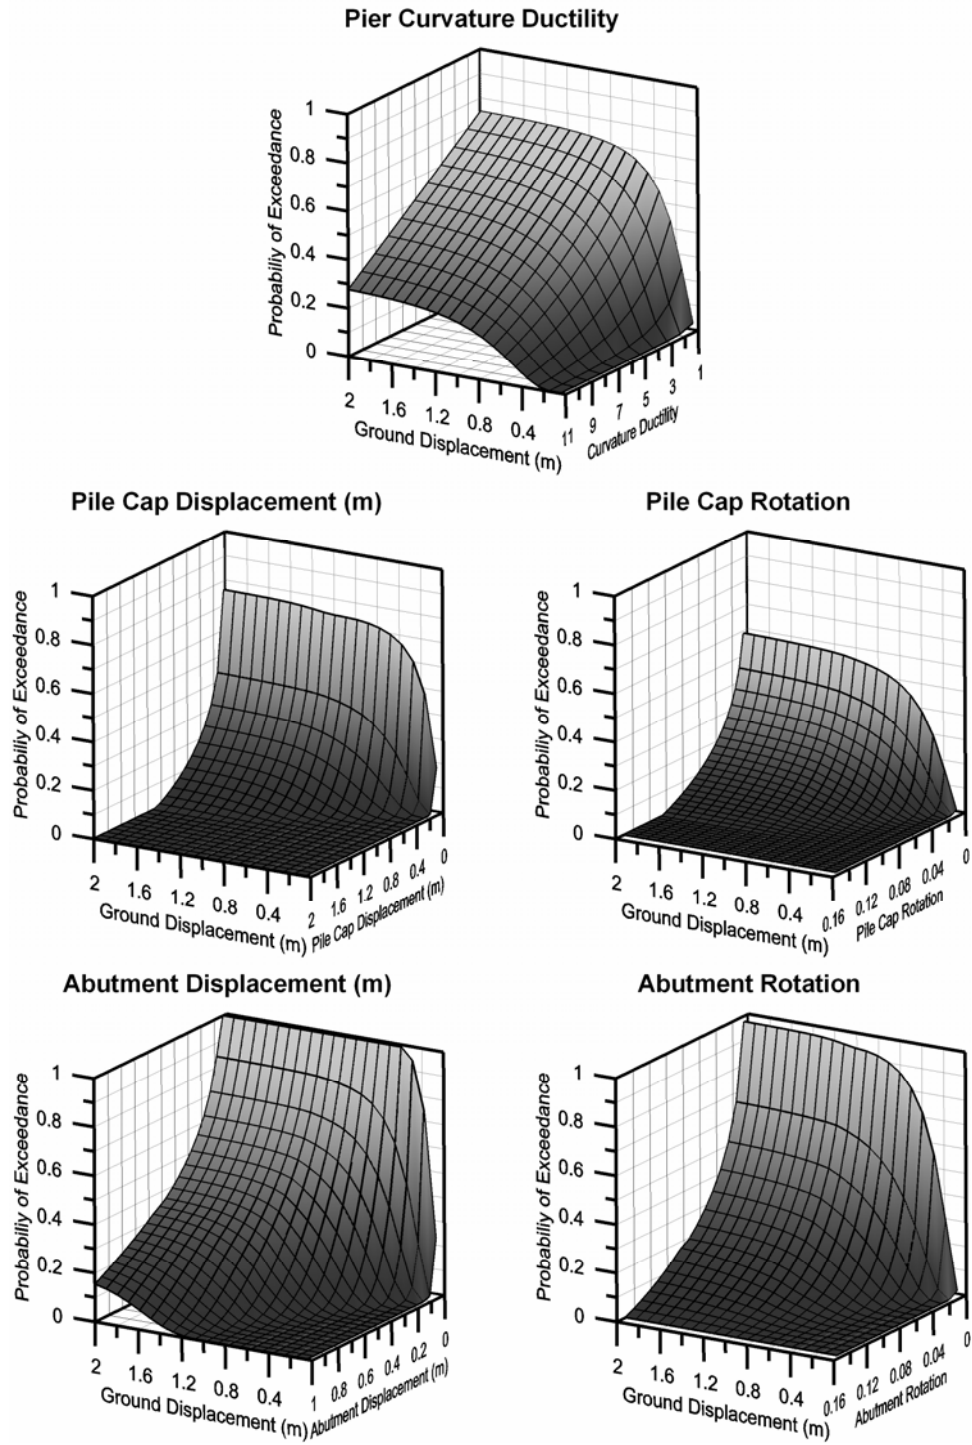 Pier Curvature Ductility
Probabiliy of Exceedance
1
0.8
0.6
0.4
0.2
0
2 1.6 1.2 0.8 0.4
Ground Displacement (m)
11 9 7 5 3 1
Curvature Ductility
Pile Cap Displacement (m)
Probabiliy of Exceedance
1
0.8
0.6
0.4
0.2
0
2 1.6 1.2 0.8 0.4
Ground Displacement (m)
2 1.6 1.2 0.8 0.4 0
Pile Cap Displacement (m)
Pile Cap Rotation
Probabiliy of Exceedance
1
0.8
0.6
0.4
0.2
0
2 1.6 1.2 0.8 0.4
Ground Displacement (m)
0.16 0.12 0.08 0.04 0
Pile Cap Rotation
Abutment Displacement (m)
Probabiliy of Exceedance
1
0.8
0.6
0.4
0.2
0
2 1.6 1.2 0.8 0.4
Ground Displacement (m)
1 0.8 0.6 0.4 0.2 0
Abutment Displacement (m)
Abutment Rotation
Probabiliy of Exceedance
1
0.8
0.6
0.4
0.2
0
2 1.6 1.2 0.8 0.4
Ground Displacement (m)
0.16 0.12 0.08 0.04 0
Abutment Rotation